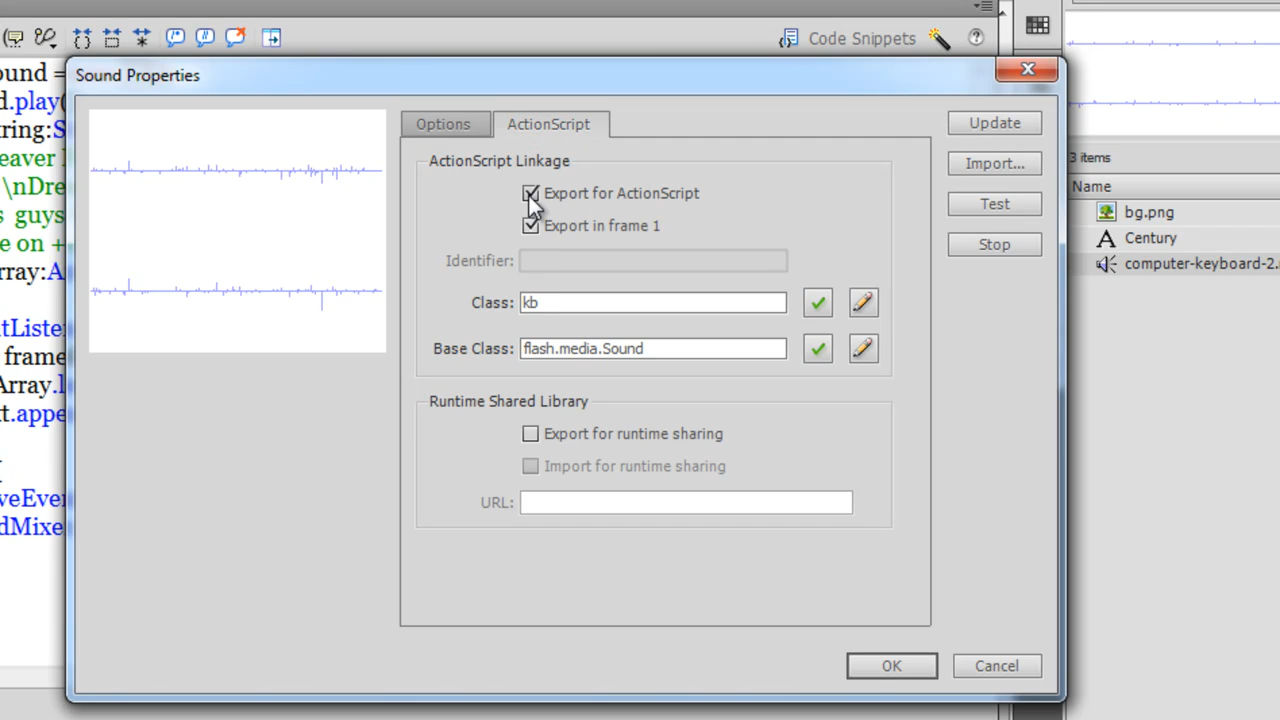 Code Snippets
ound =
Sound Properties
d.play(
Options
ActionScript
Update
tring:S
ActionScript Linkage
3 items
eaver
Import...
Name
\nDre
Export for ActionScript
Test
bg.png
s guys
Export in frame 1
Century
e on +
Stop
rray:A
Identifier:
computer-keyboard-2.
Class: kb
tListe
Base Class: flash.media.Sound
frame
Array.l
Runtime Shared Library
t.appe
Export for runtime sharing
{
Import for runtime sharing
veEver
URL:
dMixe
OK
Cancel